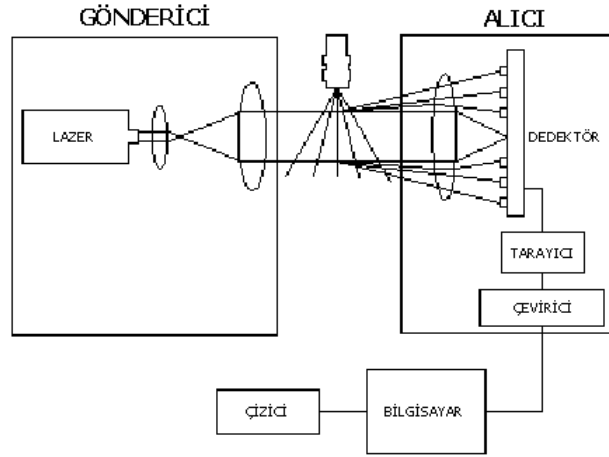 GÖNDERİCİ
ALICI
LAZER
DEDEKTÖR
TARAYICI
ÇEVİRİCİ
ÇİZİCİ
BİLGİSAYAR